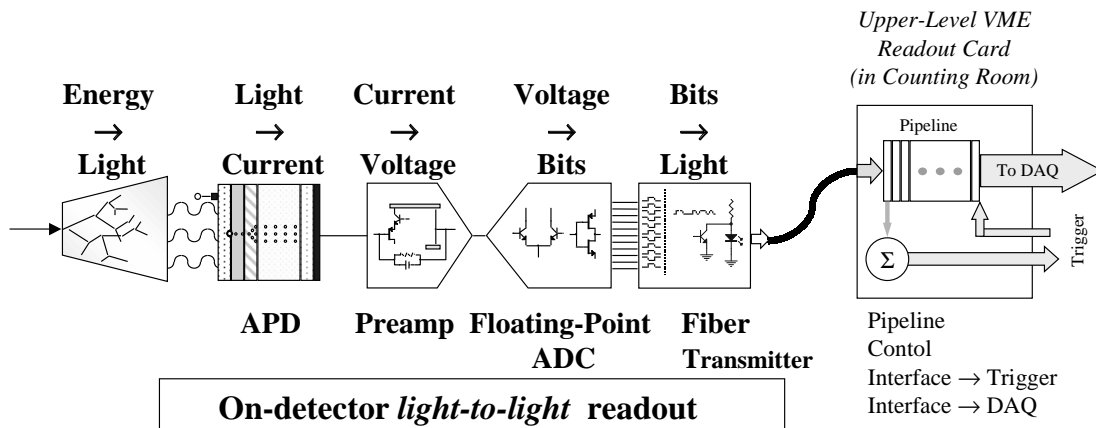 Upper-Level VME
Readout Card
(in Counting Room)
Energy
→
Light
Light
→
Current
Current
→
Voltage
Voltage
→
Bits
Bits
→
Light
Pipeline
To DAQ
Trigger
Σ
APD
Preamp
Floating-Point
ADC
Fiber
Transmitter
Pipeline
Contol
Interface → Trigger
Interface → DAQ
On-detector light-to-light readout